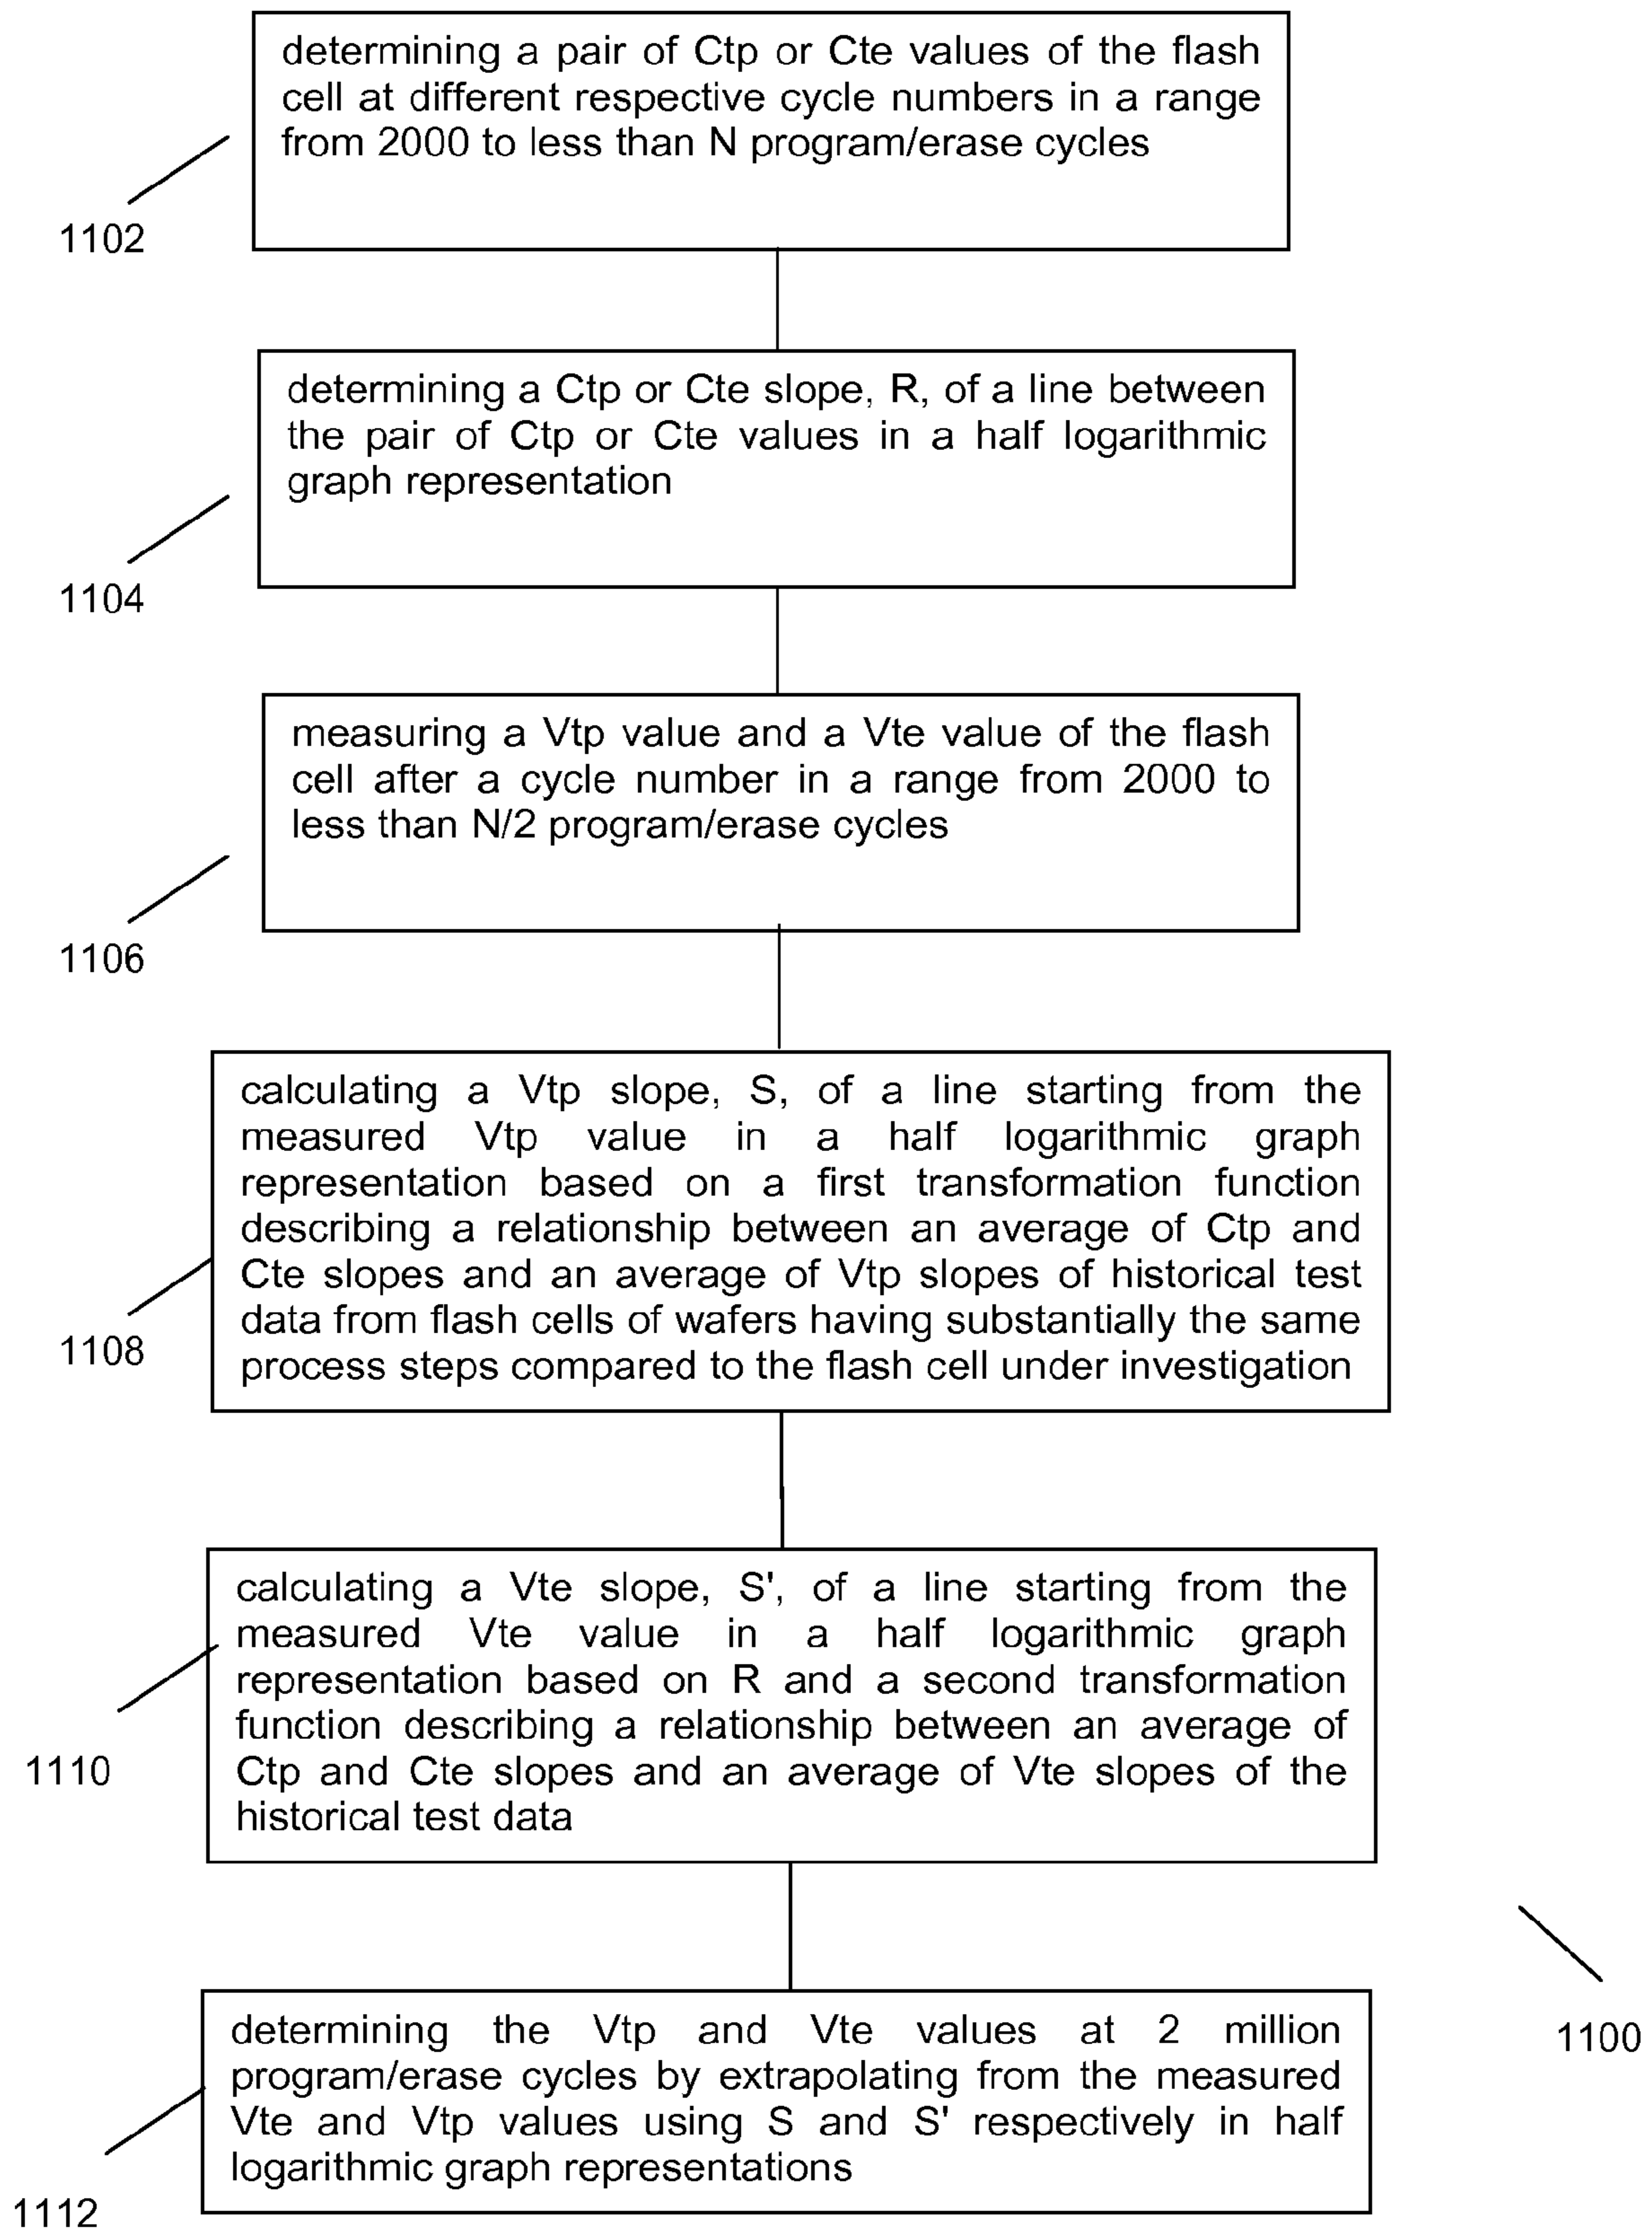 determining a pair of Ctp or Cte values of the flash
cell at different respective cycle numbers in a range
from 2000 to less than N program/erase cycles
1102
determining a Ctp or Cte slope, R, of a line between
the pair of Ctp or Cte values in a half logarithmic
graph representation
1104
measuring a Vtp value and a Vte value of the flash
cell after a cycle number in a range from 2000 to
less than N/2 program/erase cycles
1106
calculating a Vtp slope, S, of a line starting from the
measured Vtp value in a half logarithmic graph
representation based on a first transformation function
describing a relationship between an average of Ctp and
Cte slopes and an average of Vtp slopes of historical test
data from flash cells of wafers having substantially the same
process steps compared to the flash cell under investigation
1108
calculating a Vte slope, S', of a line starting from the
measured Vte value in a half logarithmic graph
representation based on R and a second transformation
function describing a relationship between an average of
Ctp and Cte slopes and an average of Vte slopes of the
historical test data
1110
determining the Vtp and Vte values at 2 million
program/erase cycles by extrapolating from the measured
Vte and Vtp values using S and S' respectively in half
logarithmic graph representations
1112
1100